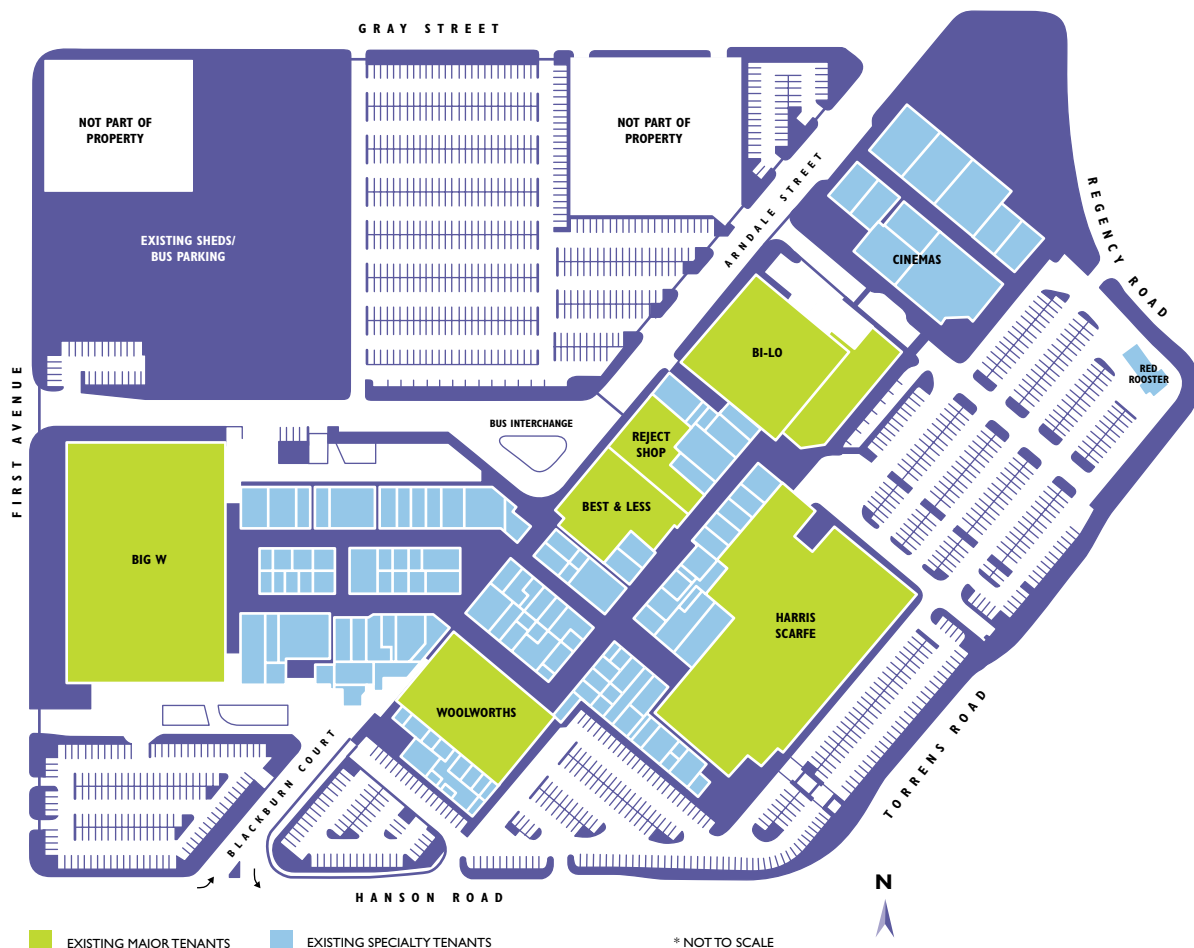 GRAY STREET
NOT PART OF
PROPERTY
NOT PART OF
PROPERTY
ARNDALE STREET
REGENCY ROAD
EXISTING SHEDS/
BUS PARKING
CINEMAS
BI-LO
RED
ROOSTER
FIRST AVENUE
BUS INTERCHANGE
REJECT
SHOP
BEST & LESS
BIG W
HARRIS
SCARFE
WOOLWORTHS
BLACKBURN COURT
TORRENS ROAD
HANSON ROAD
N
EXISTING MAJOR TENANTS
EXISTING SPECIALTY TENANTS
* NOT TO SCALE